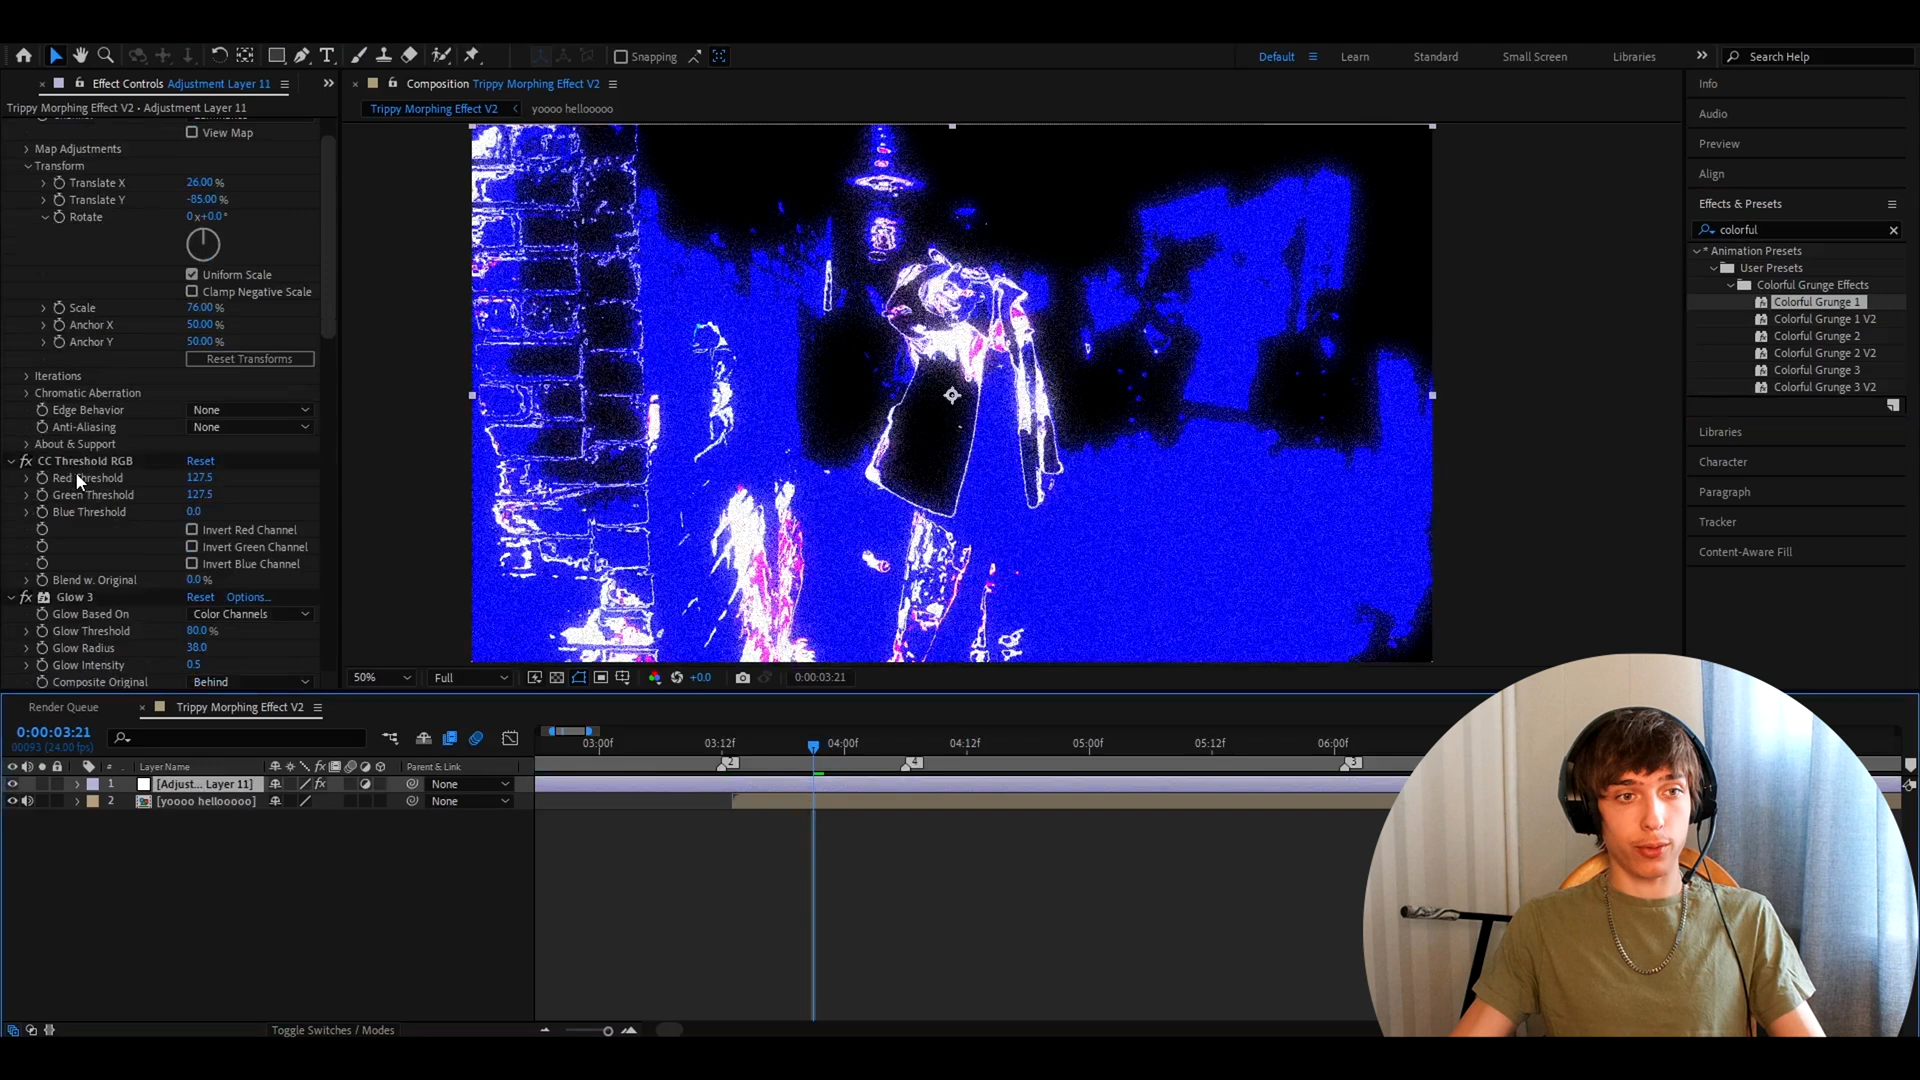 Snapping
Default
Learn
Standard
Small Screen
Libraries
Search Help
Effect Controls Adjustment Layer 11
Composition Trippy Morphing Effect V2
Info
Trippy Morphing Effect V2 • Adjustment Layer 11
Trippy Morphing Effect V2
yoooo hellooooo
Audio
View Map
Map Adjustments
Preview
Transform
Translate X 26.00 %
Align
Translate Y -85.00 %
Effects & Presets
Rotate 0 x+0.0 °
colorful
Animation Presets
Uniform Scale
User Presets
Clamp Negative Scale
Colorful Grunge Effects
Scale 76.00 %
Colorful Grunge 1
Anchor X 50.00 %
Colorful Grunge 1 V2
Anchor Y 50.00 %
Colorful Grunge 2
Reset Transforms
Colorful Grunge 2 V2
Iterations
Colorful Grunge 3
Chromatic Aberration
Colorful Grunge 3 V2
Edge Behavior None
Anti-Aliasing None
Libraries
About & Support
CC Threshold RGB Reset
Character
Red Threshold 127.5
Paragraph
Green Threshold 127.5
Blue Threshold 0.0
Tracker
Invert Red Channel
Invert Green Channel
Content-Aware Fill
Invert Blue Channel
Blend w. Original 0.0 %
fx Glow 3 Reset Options...
Glow Based On Color Channels
Glow Threshold 80.0 %
Glow Radius 38.0
Glow Intensity 0.5
Composite Original Behind
50%
Full
+0.0
0:00:03:21
Render Queue
Trippy Morphing Effect V2
0:00:03:21
00093 (24.00 fps)
03:00f 03:12f 04:00f 04:12f 05:00f 05:12f 06:00f
2 4 3
# Layer Name
Parent & Link
1 [Adjust... Layer 11] None
2 [yoooo hellooooo] None
Toggle Switches / Modes